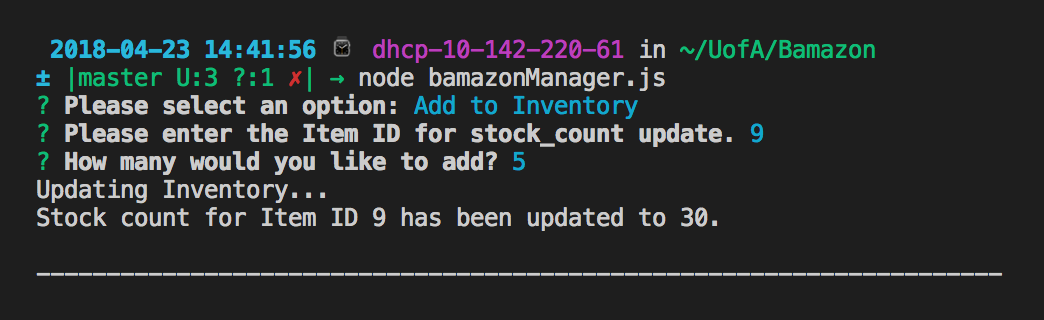 2018-04-23 14:41:56 ⌚ dhcp-10-142-220-61 in ~/UofA/Bamazon
± |master U:3 ?:1 ✗| → node bamazonManager.js
? Please select an option: Add to Inventory
? Please enter the Item ID for stock_count update. 9
? How many would you like to add? 5
Updating Inventory...
Stock count for Item ID 9 has been updated to 30.
_____________________________________________________________________